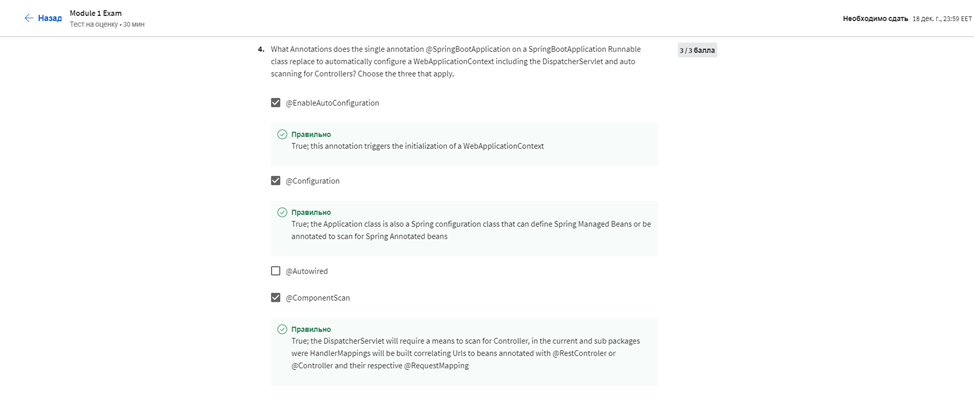 Назад
Module 1 Exam
Тест на оценку • 30 мин
Необходимо сдать 18 дек. г., 23:59 EET
4. What Annotations does the single annotation @SpringBootApplication on a SpringBootApplication Runnable
class replace to automatically configure a WebApplicationContext including the DispatcherServlet and auto
scanning for Controllers? Choose the three that apply.
3 / 3 балла
@EnableAutoConfiguration
Правильно
True; this annotation triggers the initialization of a WebApplicationContext
@Configuration
Правильно
True; the Application class is also a Spring configuration class that can define Spring Managed Beans or be
annotated to scan for Spring Annotated beans
@Autowired
@ComponentScan
Правильно
True; the DispatcherServlet will require a means to scan for Controller, in the current and sub packages
were HandlerMappings will be built correlating Urls to beans annotated with @RestControler or
@Controller and their respective @RequestMapping